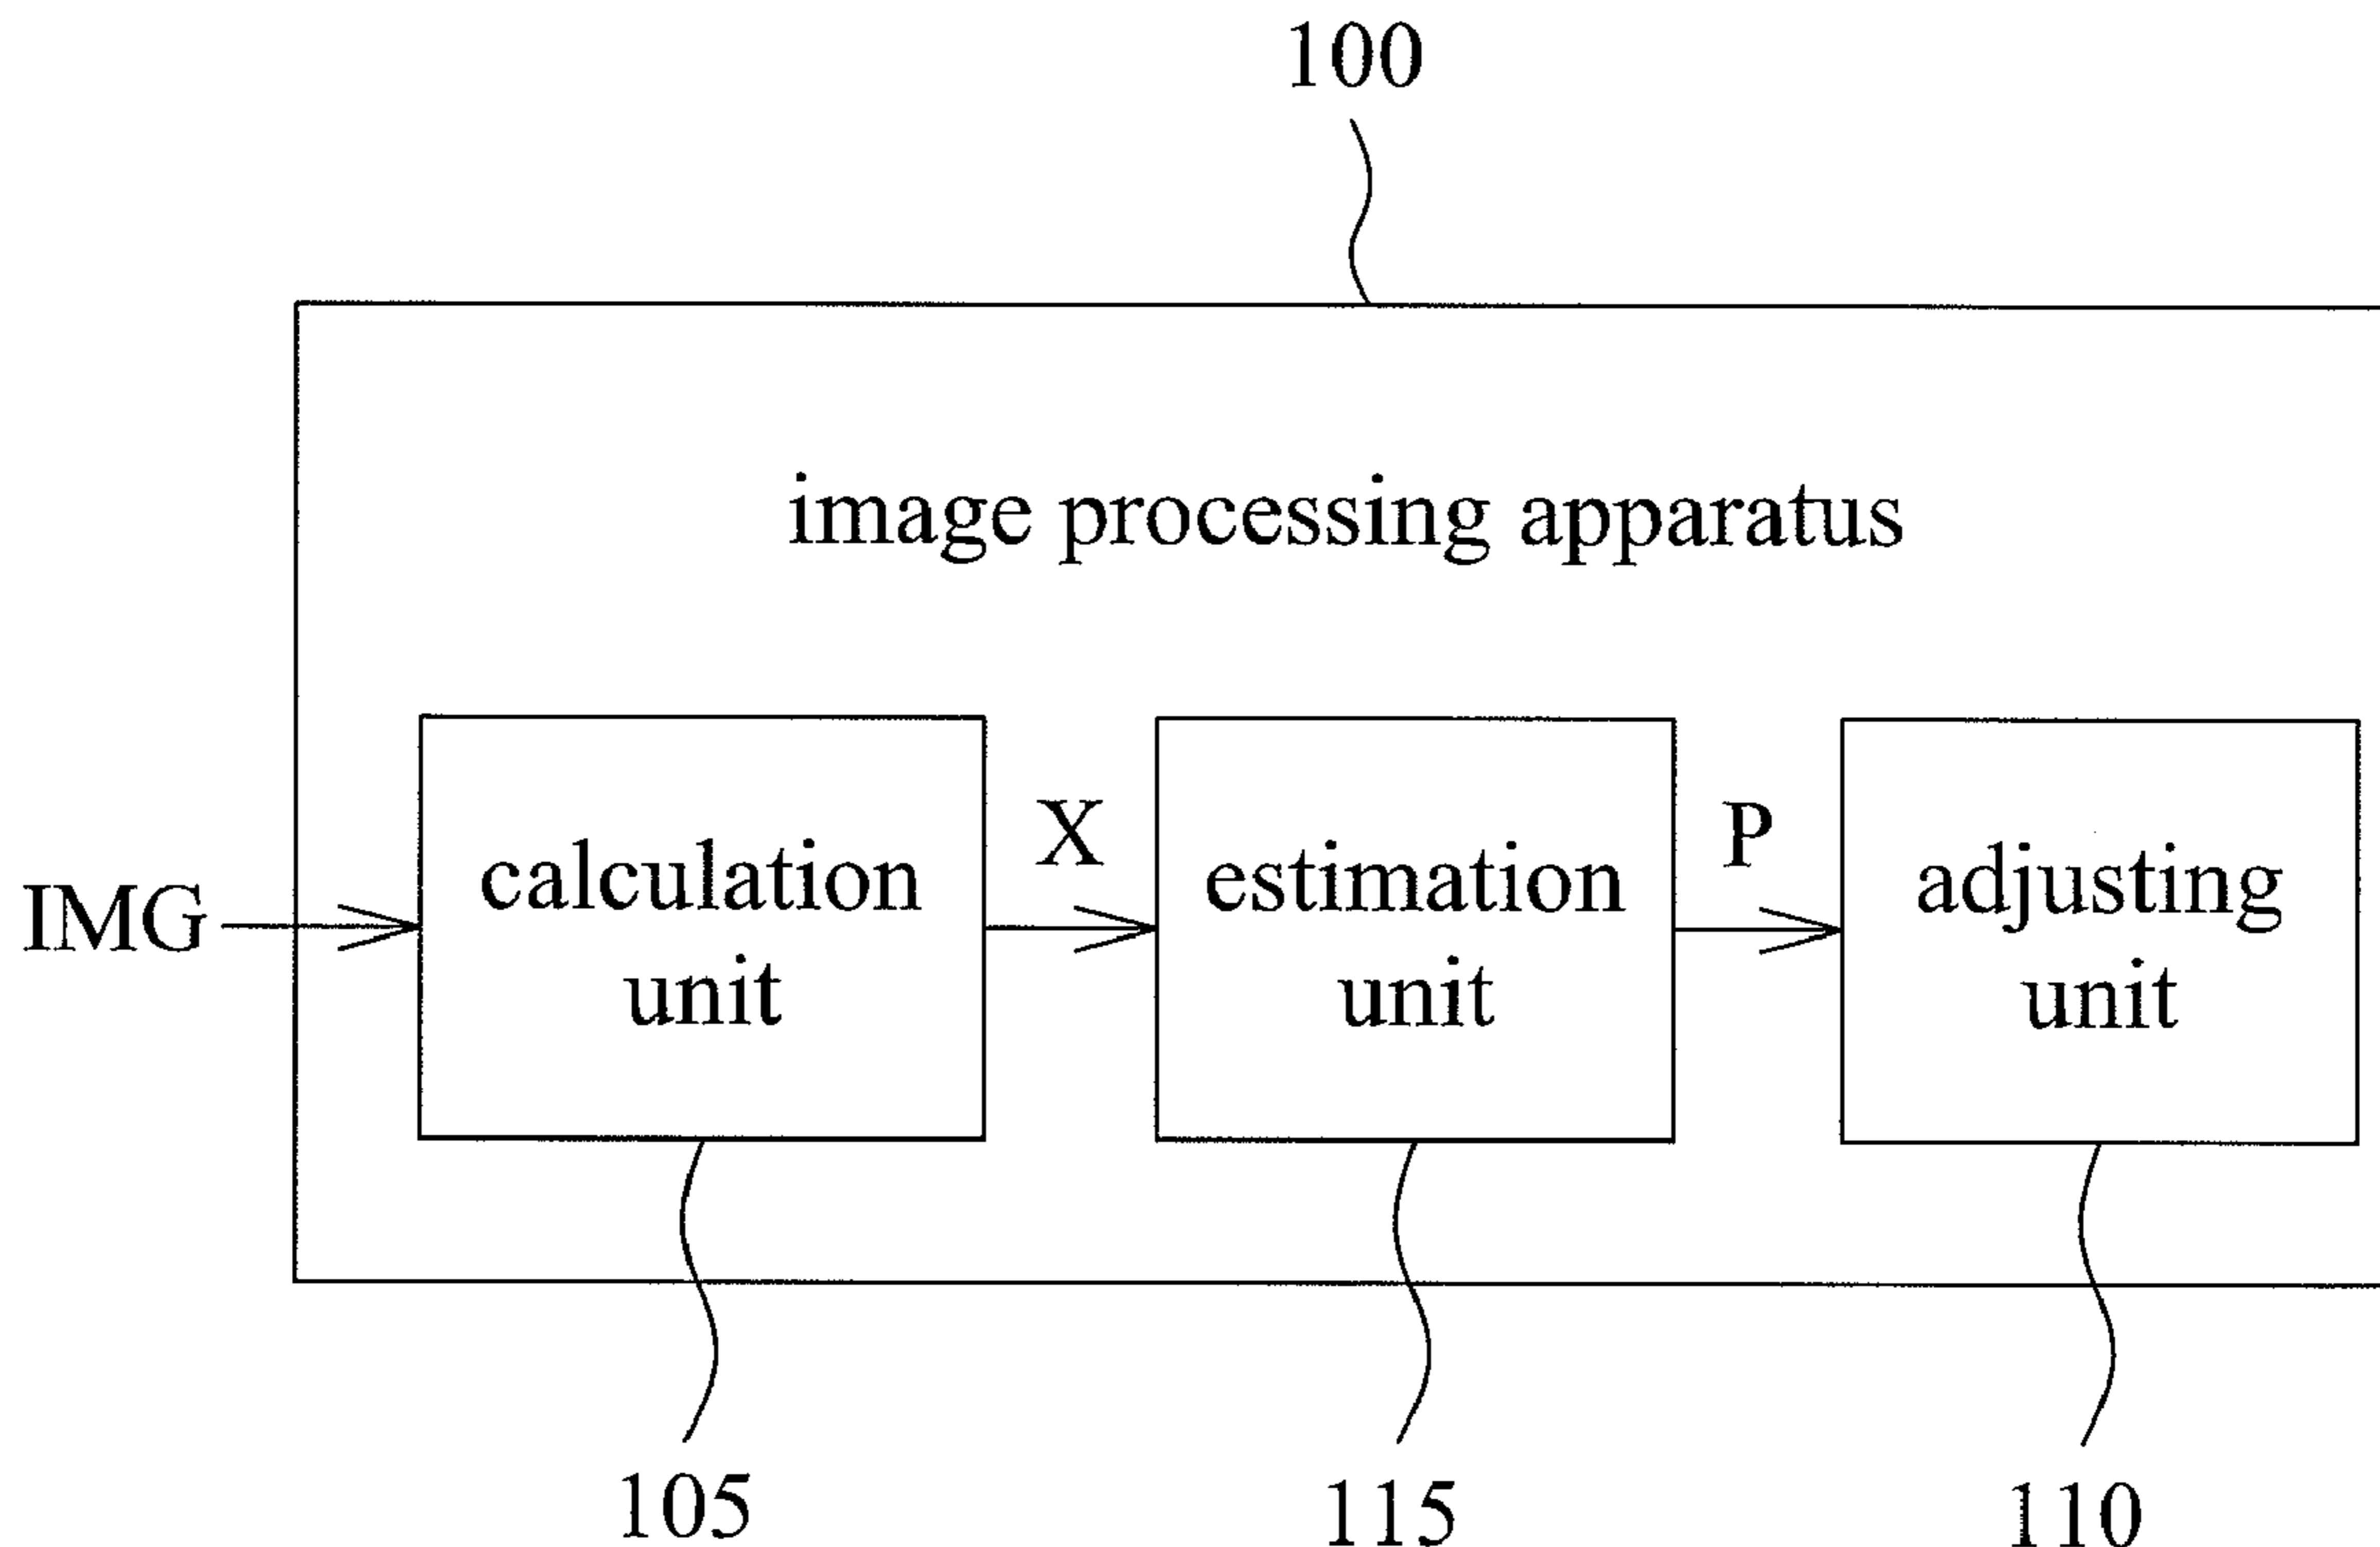 100
image processing apparatus
IMG
calculation
unit
X
estimation
unit
P
adjusting
unit
105
115
110